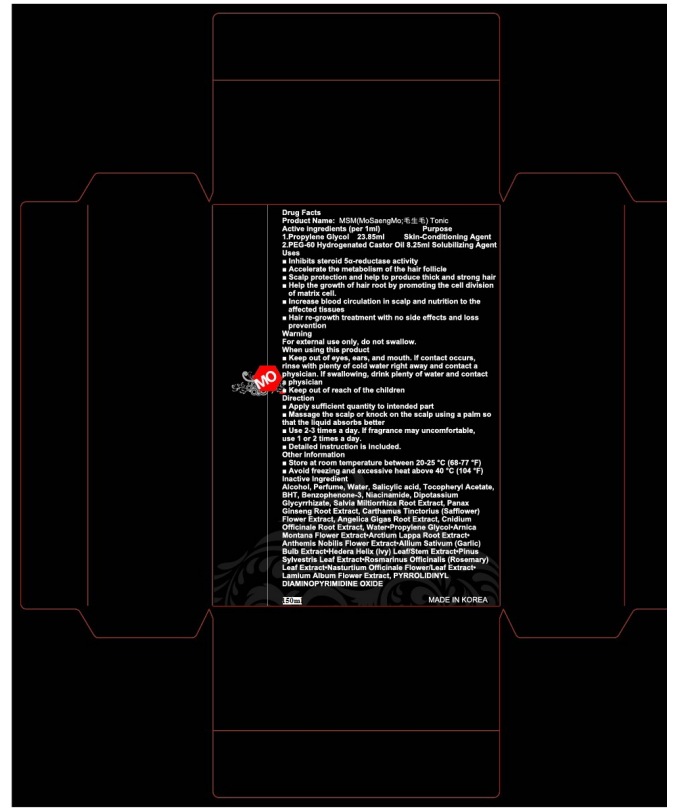 Drug Facts
Product Name: MSM(MoSaengMo;毛生毛) Tonic
Active ingredients (per 1ml) Purpose
1.Propylene Glycol 23.85ml Skin-Conditioning Agent
2.PEG-60 Hydrogenated Castor Oil 8.25ml Solubilizing Agent
Uses
■ Inhibits steroid 5α-reductase activity
■ Accelerate the metabolism of the hair follicle
■ Scalp protection and help to produce thick and strong hair
■ Help the growth of hair root by promoting the cell division
of matrix cell.
■ Increase blood circulation in scalp and nutrition to the
affected tissues
■ Hair re-growth treatment with no side effects and loss
prevention
Warning
For external use only, do not swallow.
When using this product
■ Keep out of eyes, ears, and mouth. If contact occurs,
rinse with plenty of cold water right away and contact a
physician. If swallowing, drink plenty of water and contact
a physician
■ Keep out of reach of the children
MO
Direction
■ Apply sufficient quantity to intended part
■ Massage the scalp or knock on the scalp using a palm so
that the liquid absorbs better
■ Use 2-3 times a day. If fragrance may uncomfortable,
use 1 or 2 times a day.
■ Detailed instruction is included.
Other Information
■ Store at room temperature between 20-25 °C (68-77 °F)
■ Avoid freezing and excessive heat above 40 °C (104 °F)
Inactive Ingredient
Alcohol, Perfume, Water, Salicylic acid, Tocopheryl Acetate,
BHT, Benzophenone-3, Niacinamide, Dipotassium
Glycyrrhizate, Salvia Miltiorrhiza Root Extract, Panax
Ginseng Root Extract, Carthamus Tinctorius (Safflower)
Flower Extract, Angelica Gigas Root Extract, Cnidium
Officinale Root Extract, Water•Propylene Glycol•Arnica
Montana Flower Extract•Arctium Lappa Root Extract•
Anthemis Nobilis Flower Extract•Allium Sativum (Garlic)
Bulb Extract•Hedera Helix (Ivy) Leaf/Stem Extract•Pinus
Sylvestris Leaf Extract•Rosmarinus Officinalis (Rosemary)
Leaf Extract•Nasturtium Officinale Flower/Leaf Extract•
Lamium Album Flower Extract, PYRROLIDINYL
DIAMINOPYRIMIDINE OXIDE
150ml MADE IN KOREA